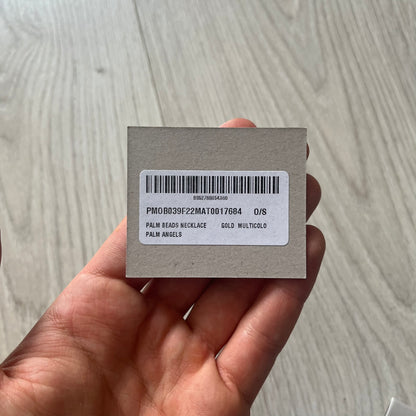 PMOB039F22MAT0017684 O/S
PALM BEADS NECKLACE GOLD MULTICOLO
PALM ANGELS